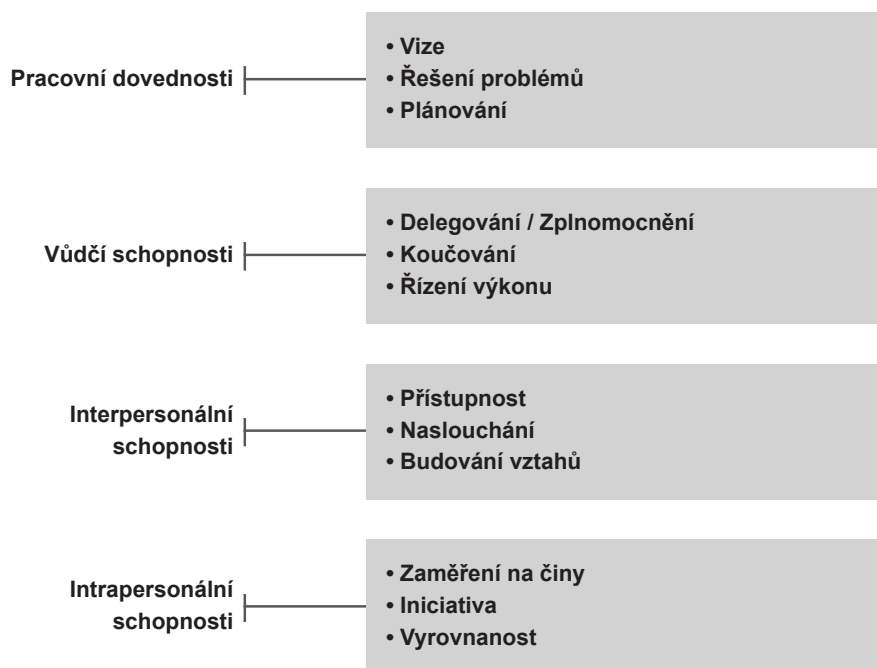 Pracovní dovednosti
• Vize
• Řešení problémů
• Plánování
Vůdčí schopnosti
• Delegování / Zplnomocnění
• Koučování
• Řízení výkonu
Interpersonální
schopnosti
• Přístupnost
• Naslouchání
• Budování vztahů
Intrapersonální
schopnosti
• Zaměření na činy
• Iniciativa
• Vyrovnanost